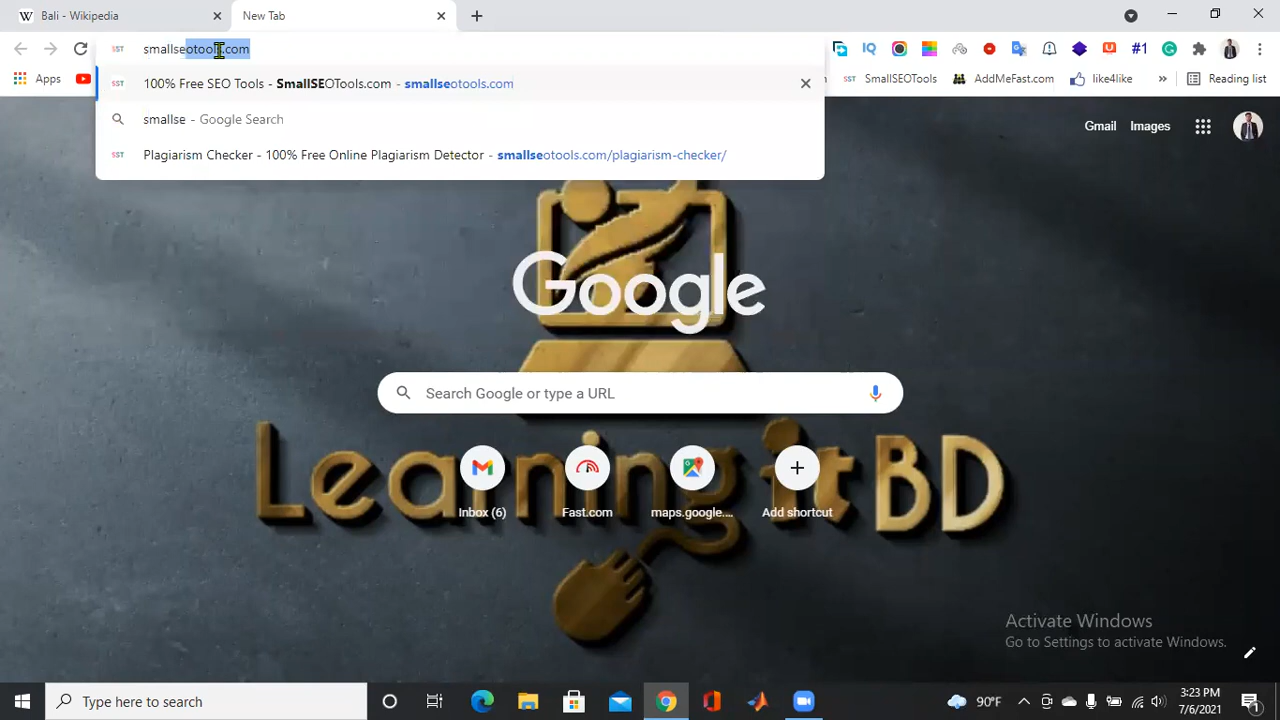 Bali - Wikipedia
New Tab
smallseotools.com
SmallSEOTools
AddMeFast.com
like4like
»
Reading list
Apps
100% Free SEO Tools - SmallSEOTools.com - smallseotools.com
smallse - Google Search
Plagiarism Checker - 100% Free Online Plagiarism Detector - smallseotools.com/plagiarism-checker/
Gmail Images
Google
Search Google or type a URL
Learning it BD
Inbox (6)
Fast.com
maps.google....
Add shortcut
Activate Windows
Go to Settings to activate Windows.
Type here to search
90°F
3:23 PM
7/6/2021